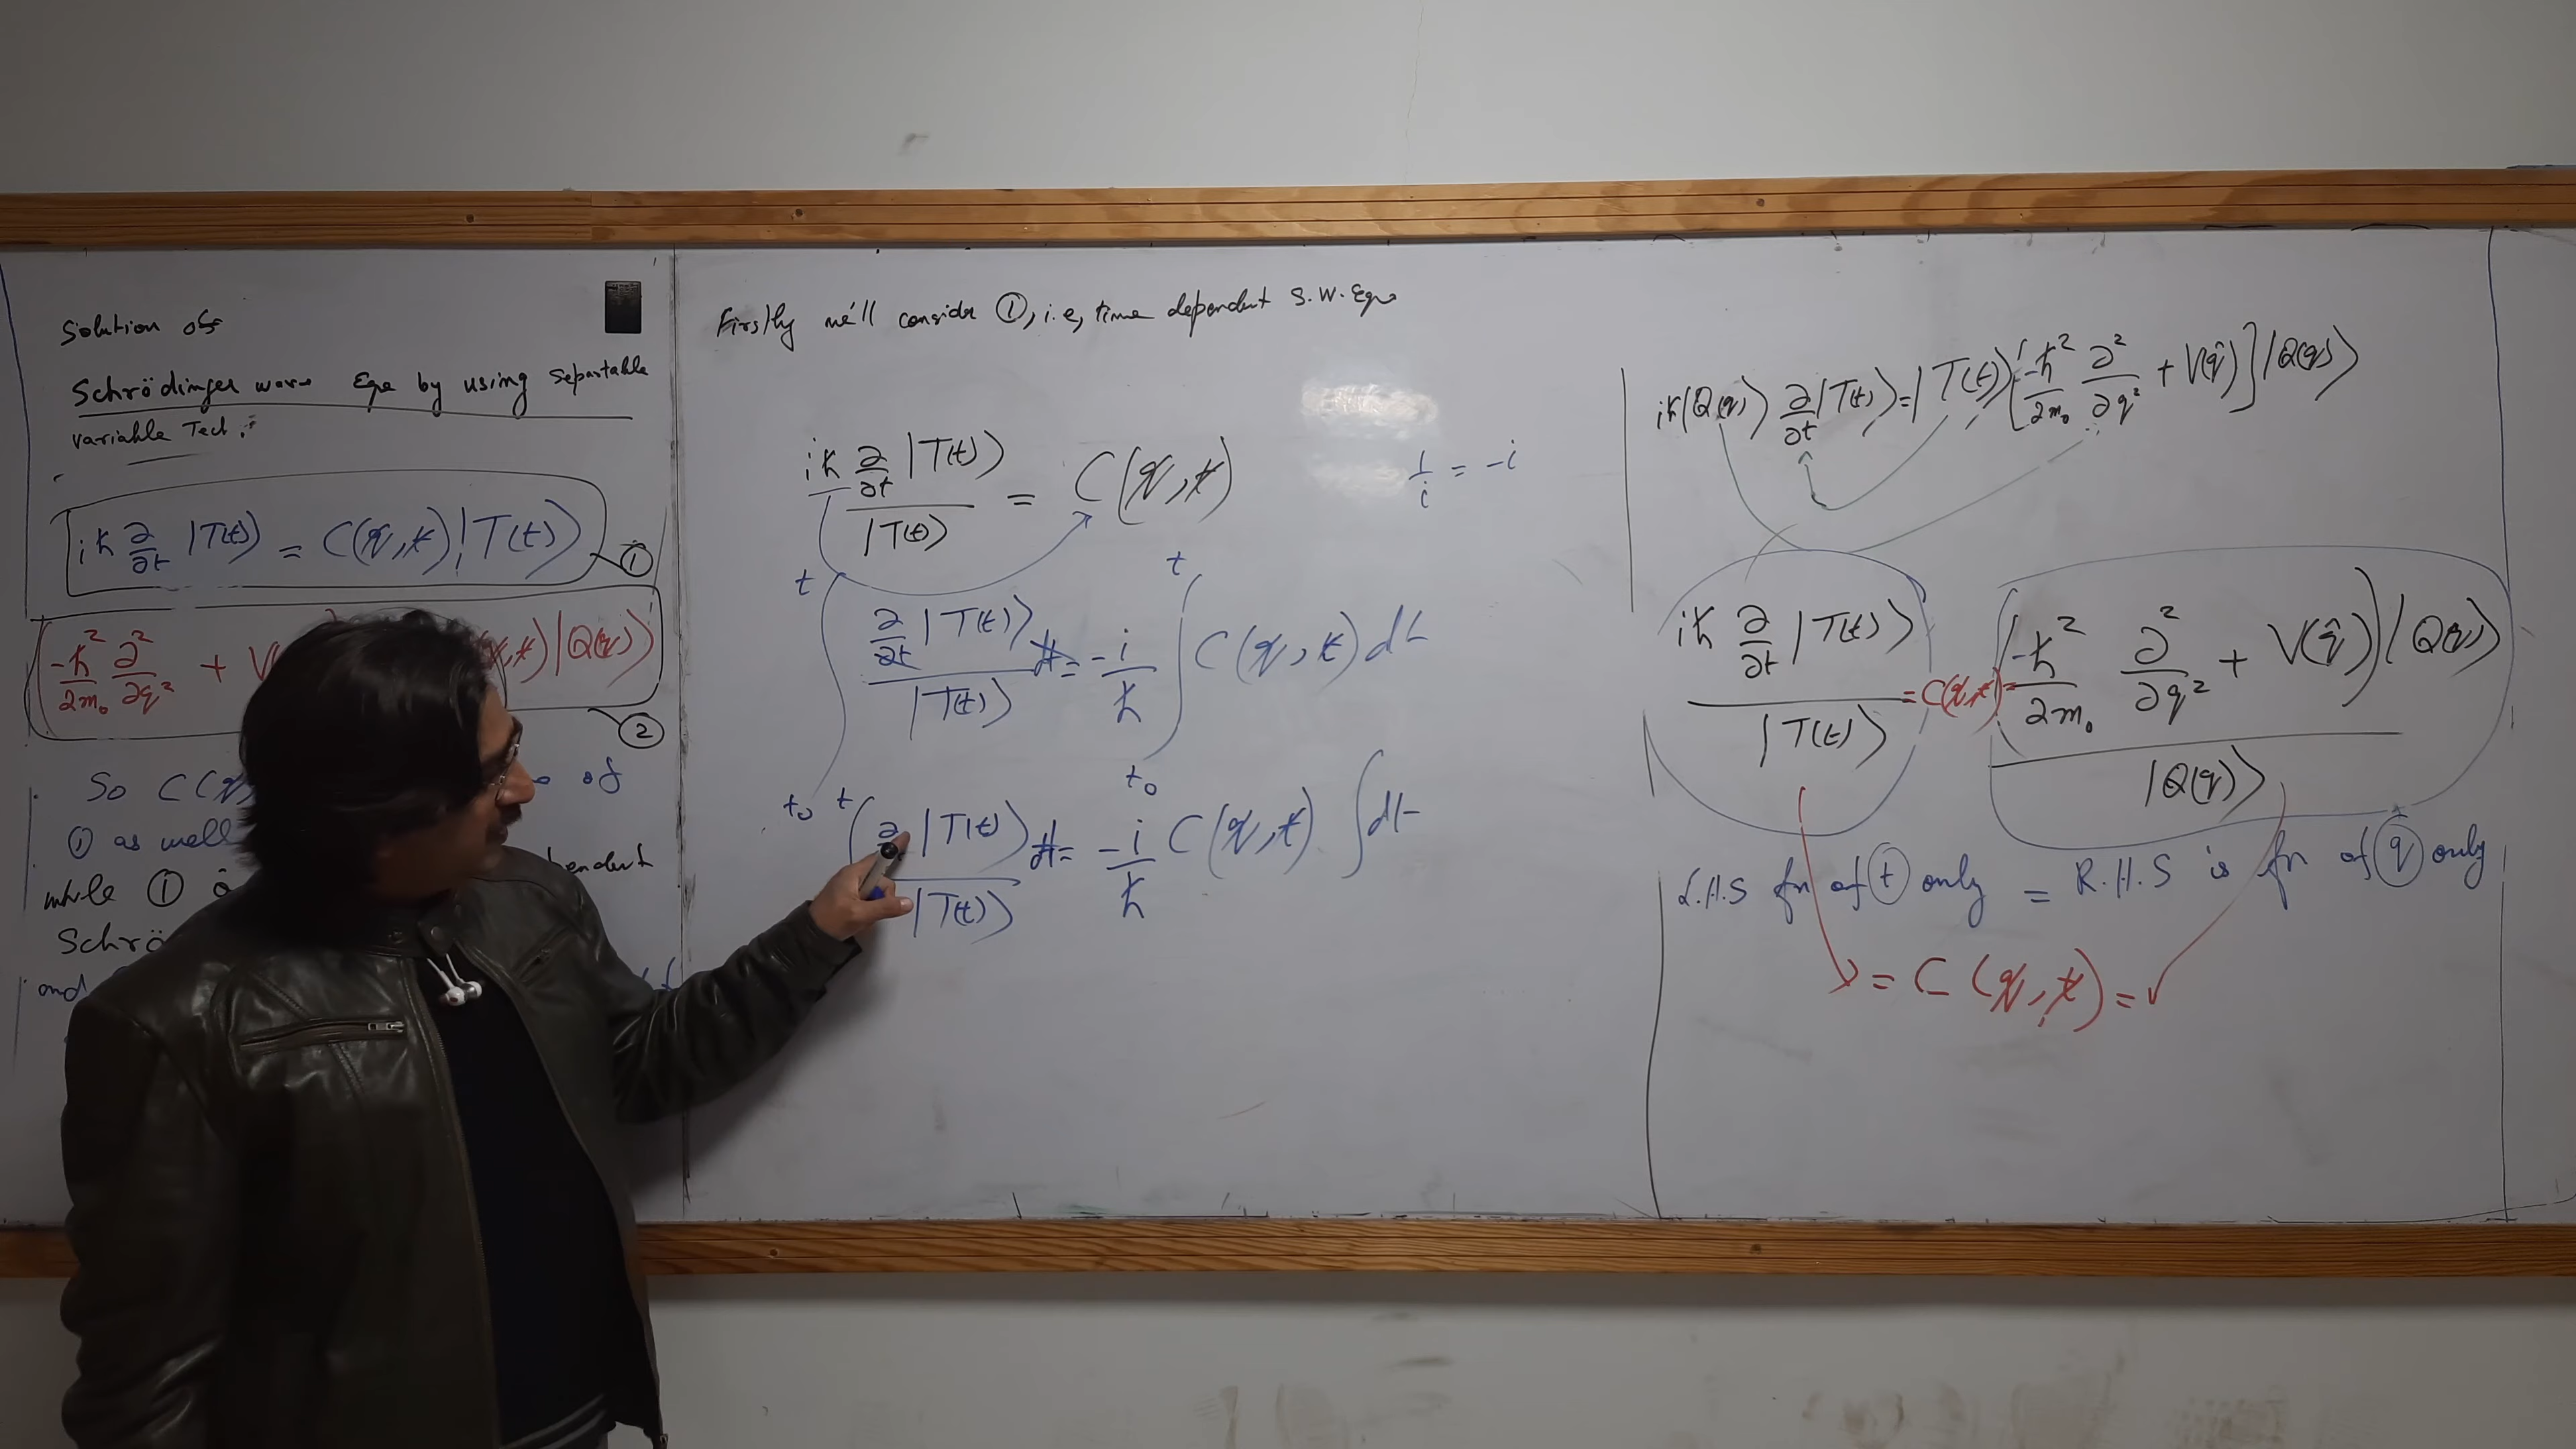 Solution of
Schrödinger wave Eqn by using Separtable
variable Tech :-
iħ ∂/∂t |T(t)⟩ = C(q, t) |T(t)⟩ ①
(-ħ²/2m₀ ∂²/∂q² + V( ,t) |Q(q)⟩ ②
So C(q of
① as well
while ① pendent
Schrö
and
Firstly we'll consider ①, i.e, time dependent S.W. Eqn
iħ ∂/∂t |T(t)⟩ / |T(t)⟩ = C(q, t)
1/i = -i
∫_{t₀}^{t} ∂/∂t |T(t)⟩ / |T(t)⟩ dt = -i/ħ ∫_{t₀}^{t} C(q, t) dt
∫^{t} ∂ |T(t)⟩ / |T(t)⟩ dt = -i/ħ C(q, t) ∫ dt
iħ|Q(q)⟩ ∂/∂t |T(t)⟩ = |T(t)⟩ [-ħ²/2m₀ ∂²/∂q² + V(q̂)] |Q(q)⟩
iħ ∂/∂t |T(t)⟩ / |T(t)⟩ = C(q, t) = (-ħ²/2m₀ ∂²/∂q² + V(q̂)) |Q(q)⟩ / |Q(q)⟩
L.H.S fn of t only = R.H.S is fn of q only
= C (q, t) =